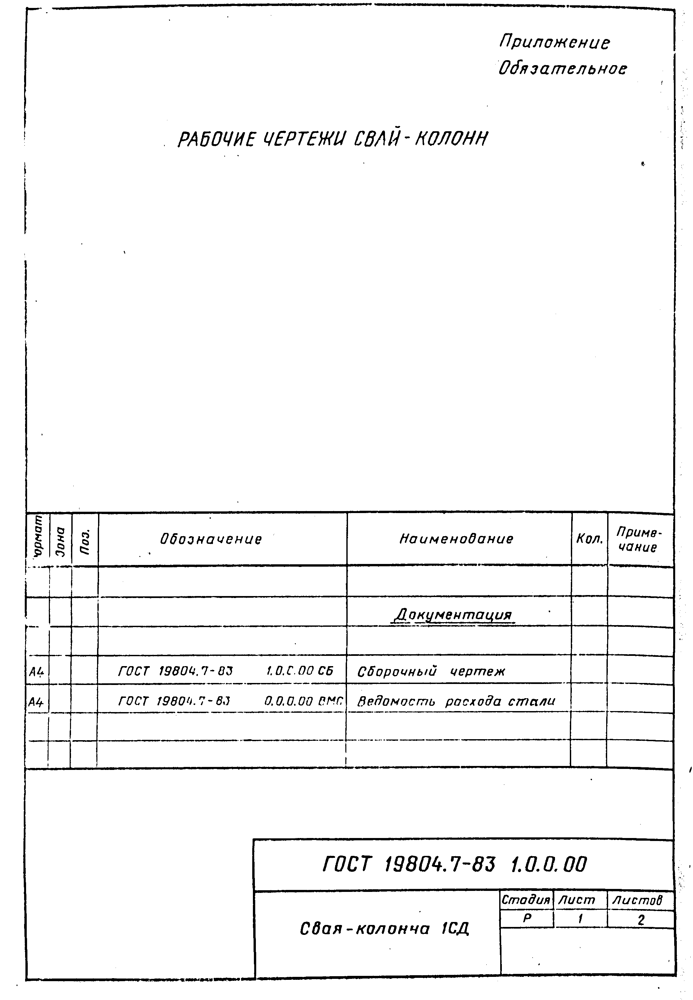 Приложение
Обязательное
РАБОЧИЕ ЧЕРТЕЖИ СВАЙ-КОЛОНН
ормат Зона Поз. Обозначение Наименование Кол. Приме-
чание
Документация
А4 ГОСТ 19804.7-83 1.0.0.00 СБ Сборочный чертеж
А4 ГОСТ 19804.7-83 0.0.0.00 ВМС Ведомость расхода стали
ГОСТ 19804.7-83 1.0.0.00
Свая-колонна 1СД
Стадия Лист Листов
Р 1 2